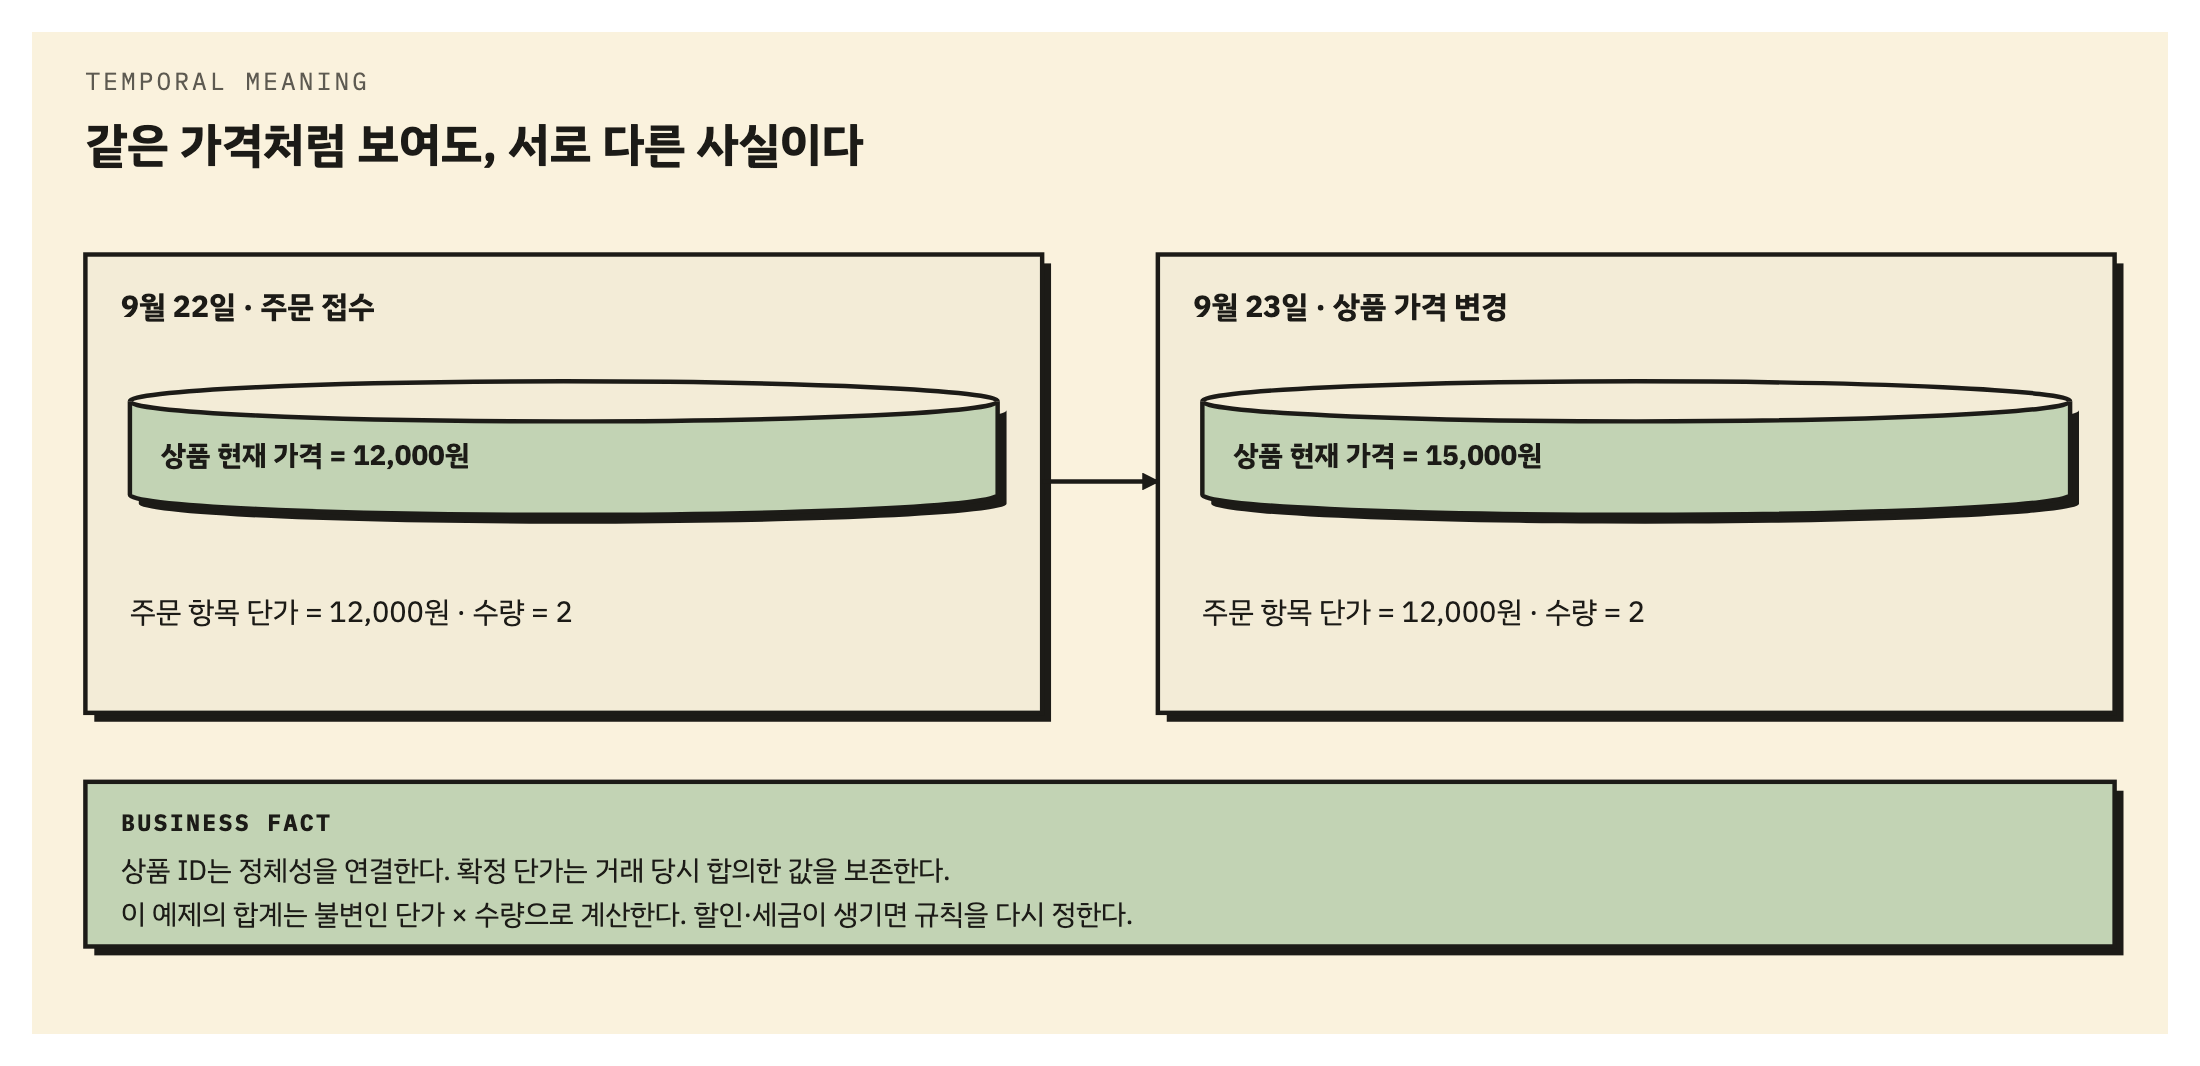 TEMPORAL MEANING
같은 가격처럼 보여도, 서로 다른 사실이다
9월 22일 · 주문 접수
상품 현재 가격 = 12,000원
주문 항목 단가 = 12,000원 · 수량 = 2
9월 23일 · 상품 가격 변경
상품 현재 가격 = 15,000원
주문 항목 단가 = 12,000원 · 수량 = 2
BUSINESS FACT
상품 ID는 정체성을 연결한다. 확정 단가는 거래 당시 합의한 값을 보존한다.
이 예제의 합계는 불변인 단가 × 수량으로 계산한다. 할인·세금이 생기면 규칙을 다시 정한다.